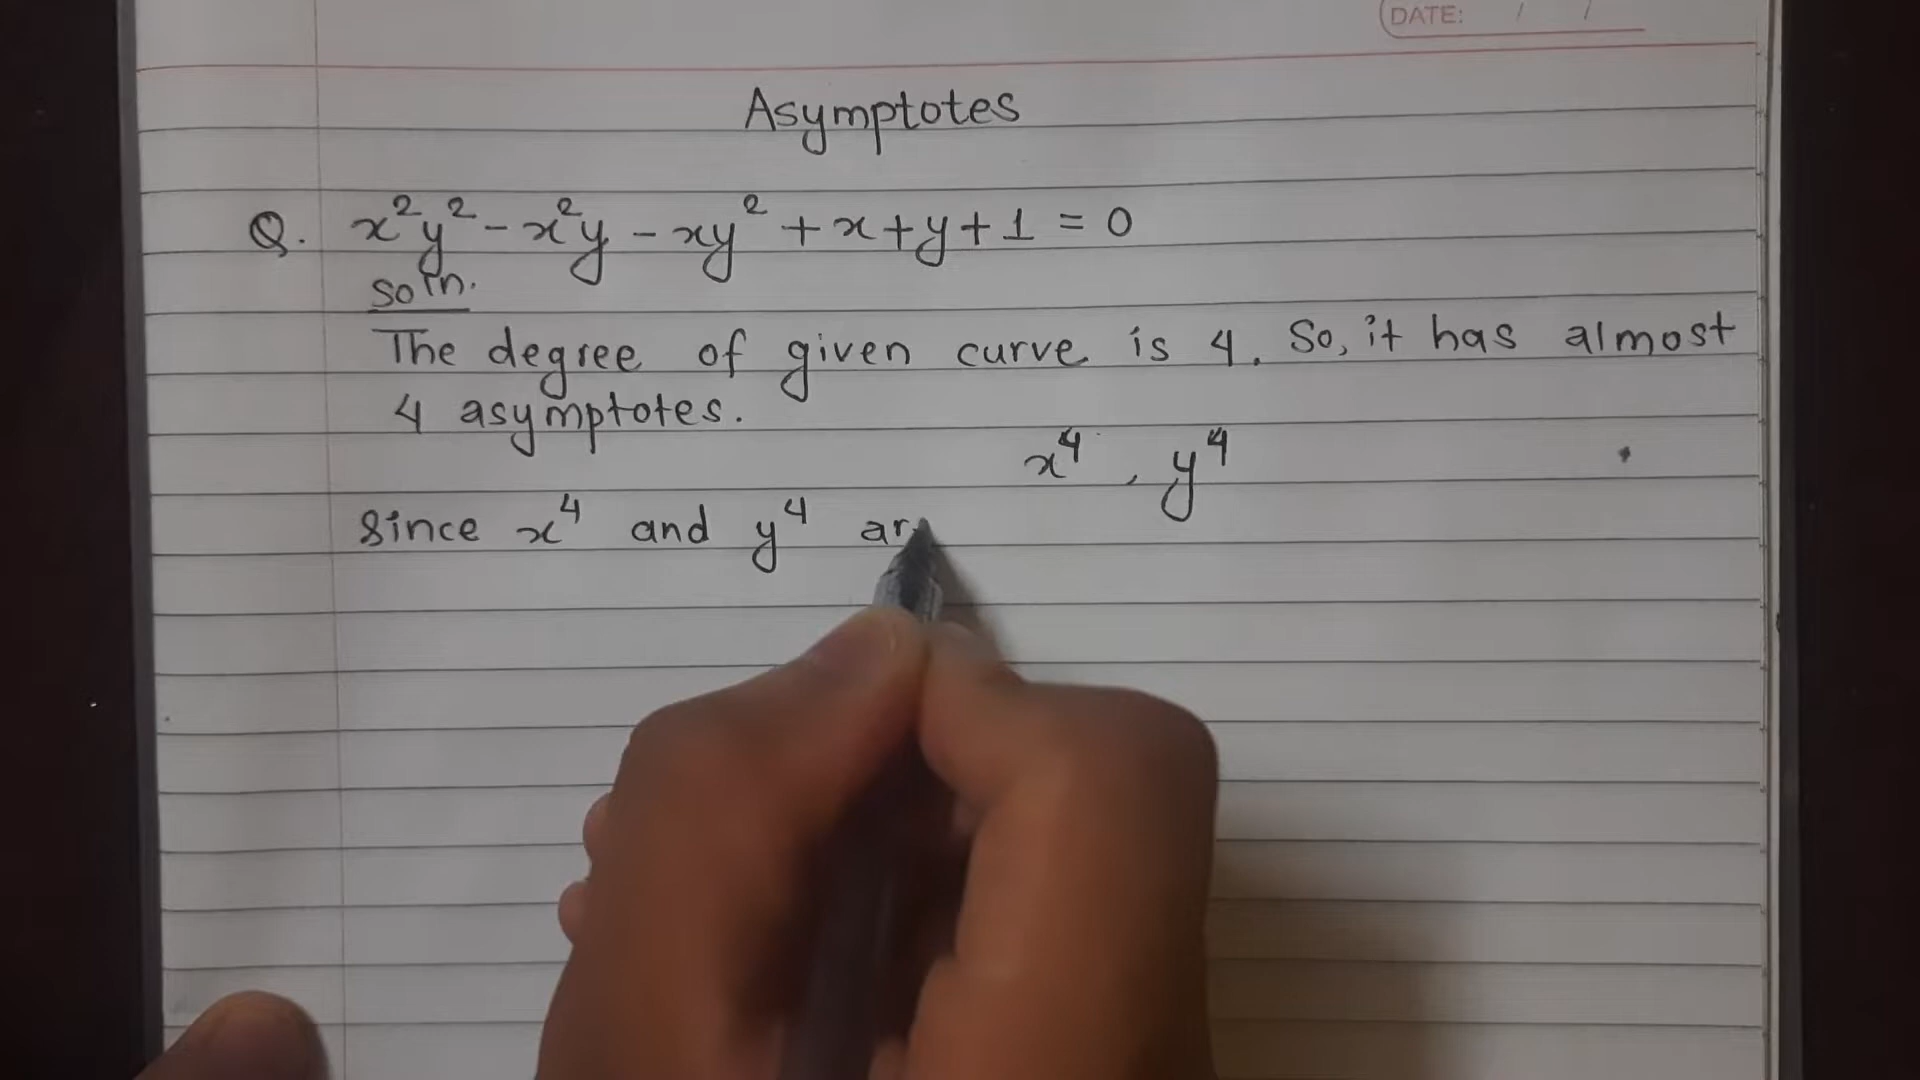 DATE: / /
Asymptotes
Q. x²y² - x²y - xy² + x + y + 1 = 0
soln.
The degree of given curve is 4. So, it has almost
4 asymptotes.
x⁴, y⁴
Since x⁴ and y⁴ ar